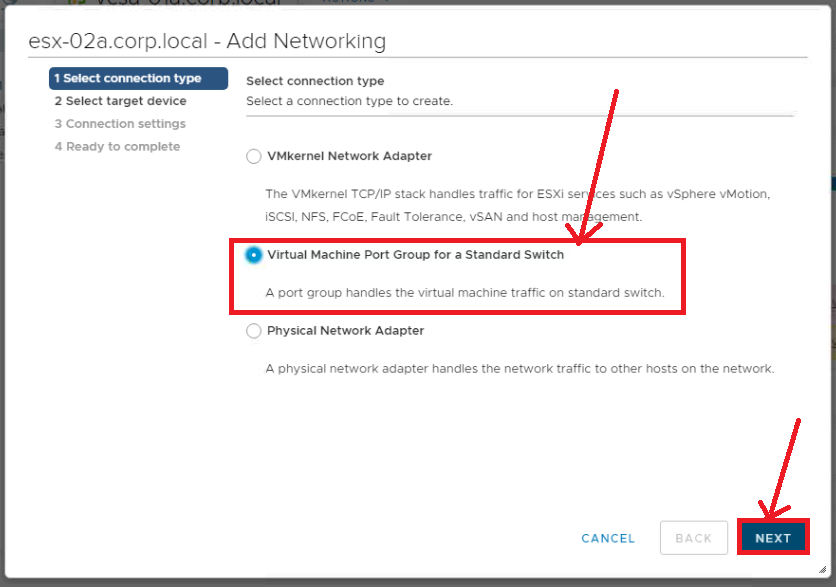 esx-02a.corp.local - Add Networking
1 Select connection type
2 Select target device
3 Connection settings
4 Ready to complete
Select connection type
Select a connection type to create.
VMkernel Network Adapter
The VMkernel TCP/IP stack handles traffic for ESXi services such as vSphere vMotion,
iSCSI, NFS, FCoE, Fault Tolerance, vSAN and host management.
Virtual Machine Port Group for a Standard Switch
A port group handles the virtual machine traffic on standard switch.
Physical Network Adapter
A physical network adapter handles the network traffic to other hosts on the network.
CANCEL
BACK
NEXT